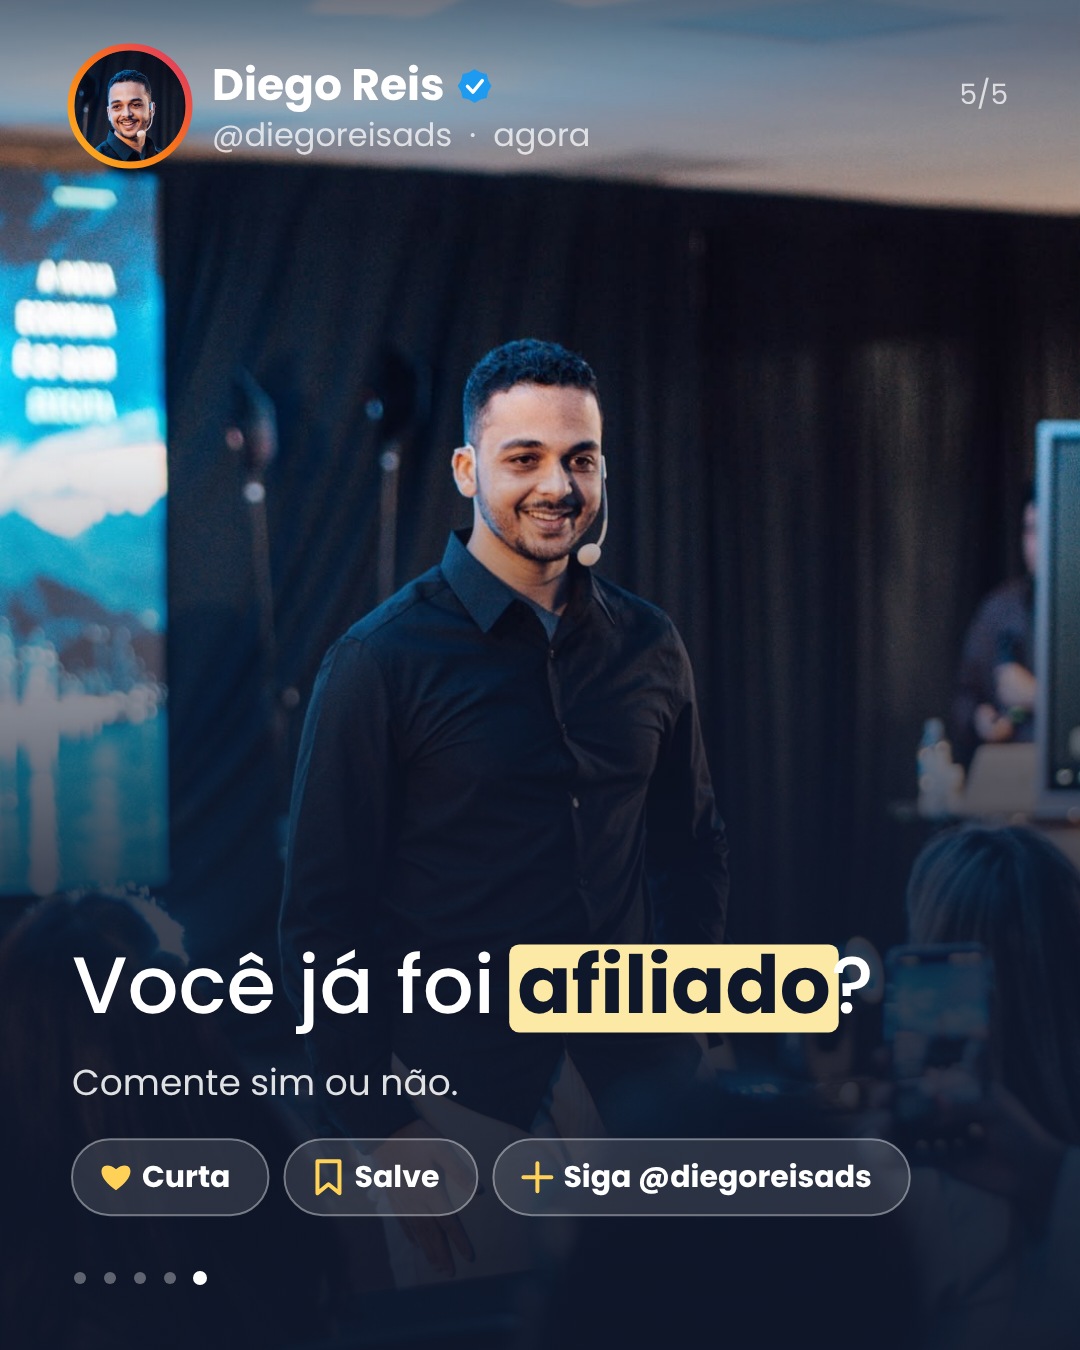 Diego Reis
@diegoreisads · agora
5/5
Você já foi afiliado?
Comente sim ou não.
Curta
Salve
Siga @diegoreisads